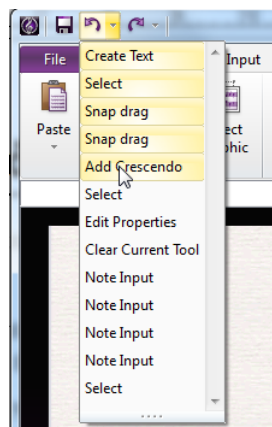 File
Input
Paste
ect
phic
Create Text
Select
Snap drag
Snap drag
Add Crescendo
Select
Edit Properties
Clear Current Tool
Note Input
Note Input
Note Input
Note Input
Select